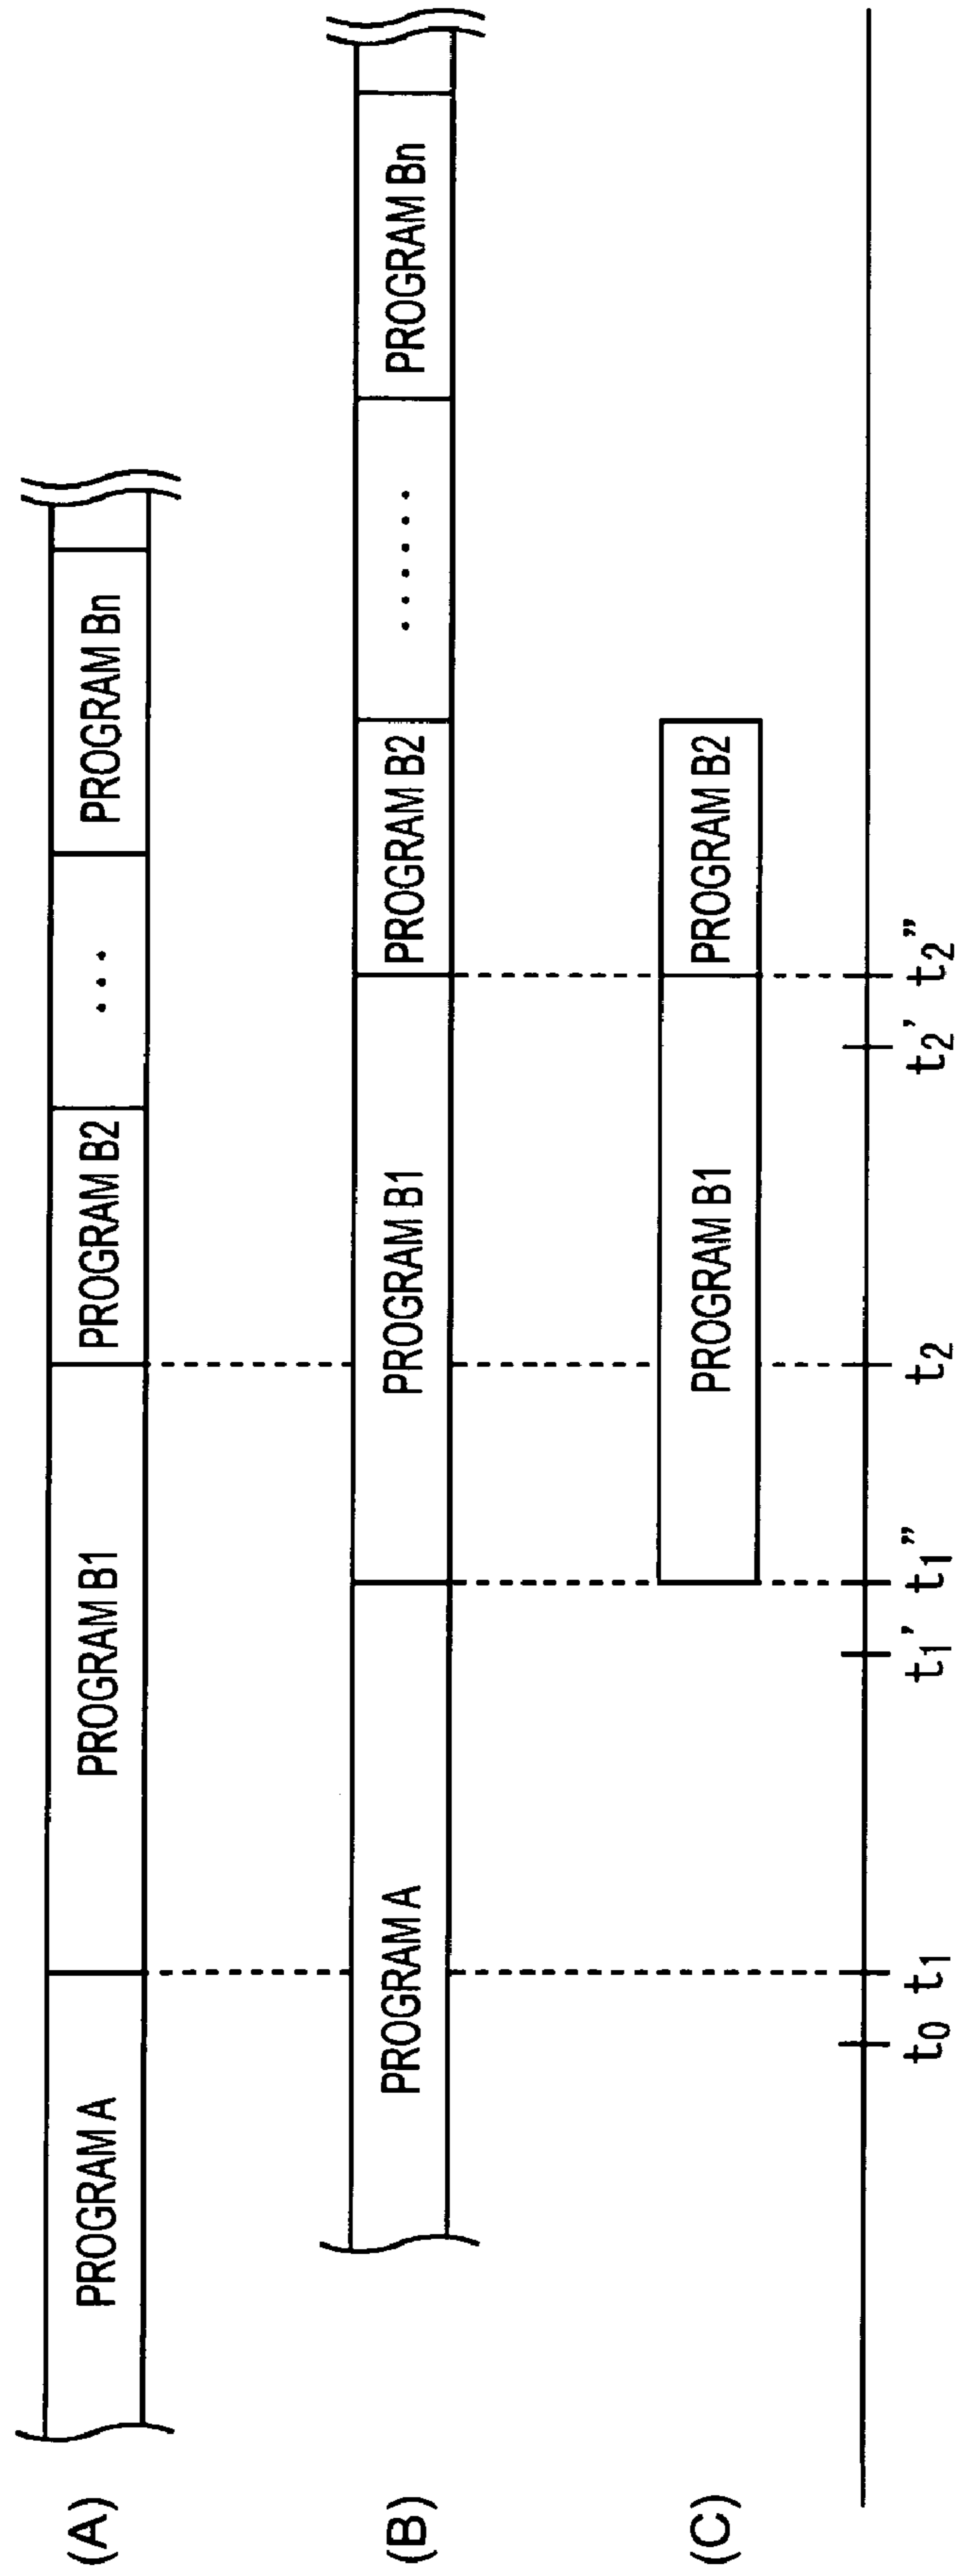 (A)
PROGRAM A
PROGRAM B1
PROGRAM B2
...
PROGRAM Bn
(B)
PROGRAM A
PROGRAM B1
PROGRAM B2
......
PROGRAM Bn
(C)
PROGRAM B1
PROGRAM B2
t0 t1 t1' t1" t2 t2' t2"